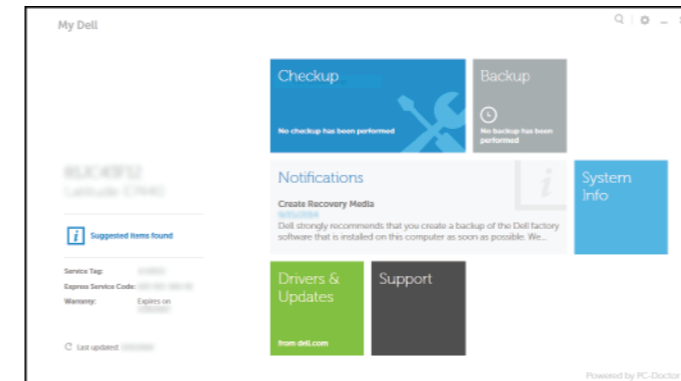 My Dell
Checkup
No checkup has been performed
Backup
No backup has been
performed
Notifications
Create Recovery Media
Dell strongly recommends that you create a backup of the Dell factory
software that is installed on this computer as soon as possible. We...
System
Info
Suggested items found
Service Tag:
Express Service Code:
Warranty: Expires on
Last updated:
Drivers &
Updates
from dell.com
Support
Powered by PC-Doctor